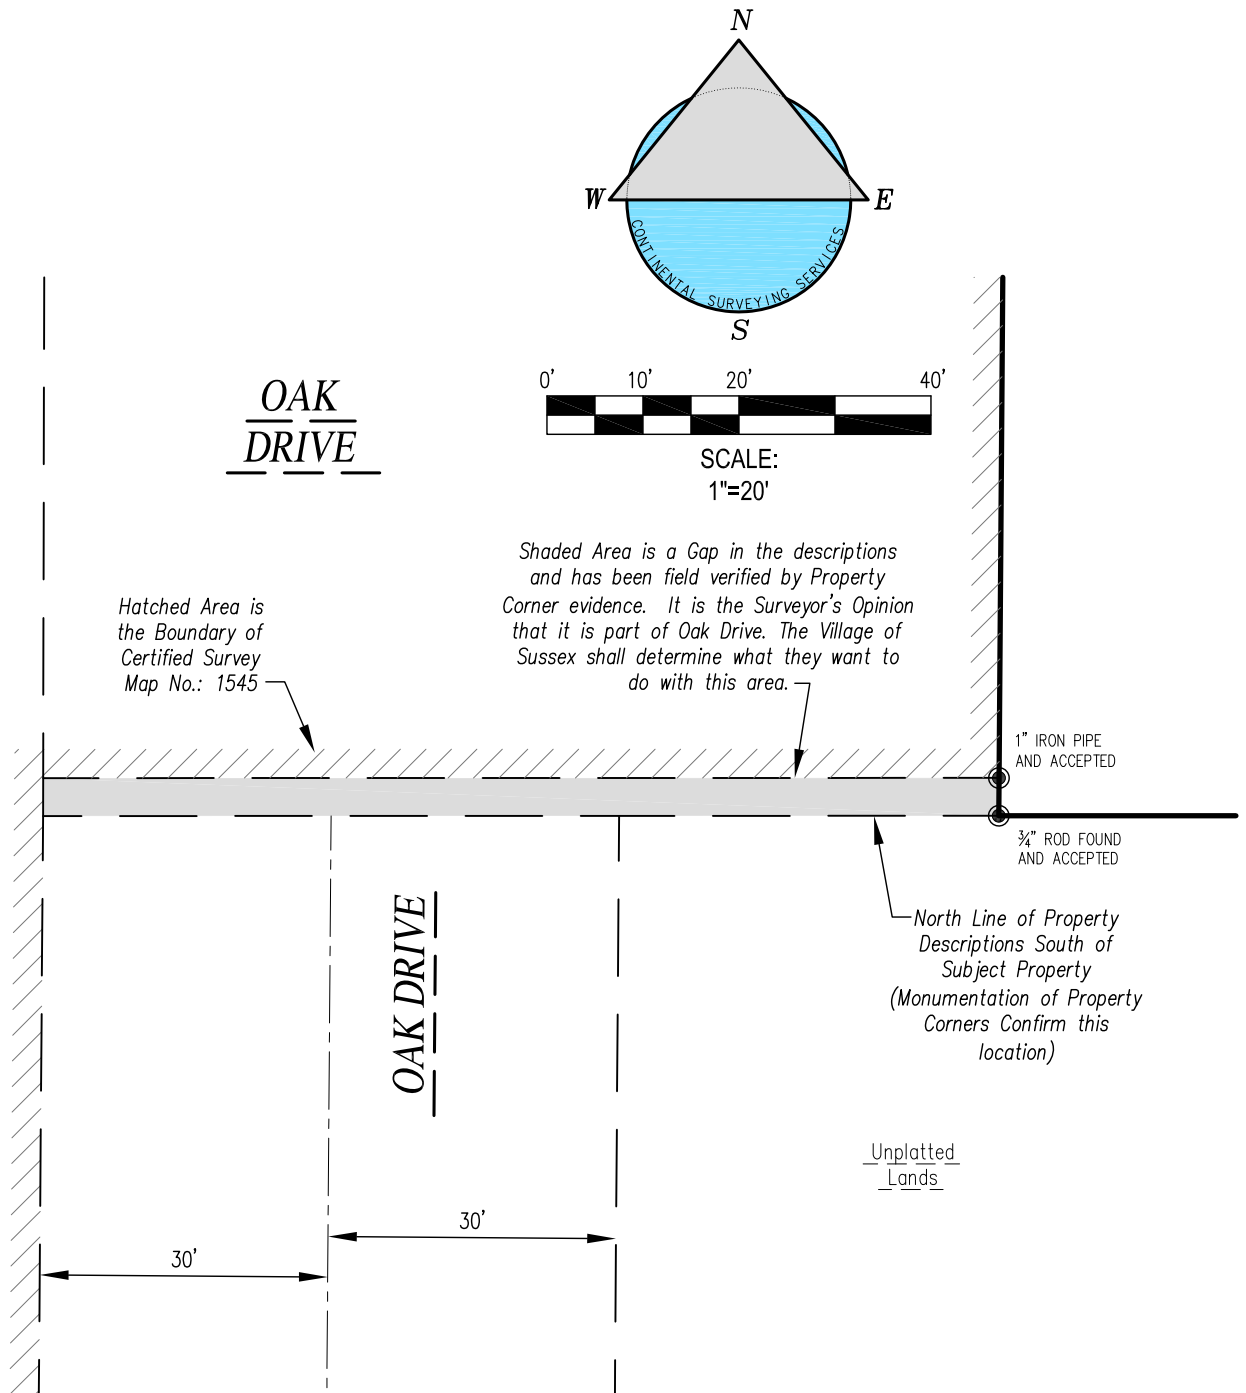 N
W
E
CONTINENTAL SURVEYING SERVICES
S
0' 10' 20' 40'
SCALE:
1"=20'
OAK
DRIVE
Shaded Area is a Gap in the descriptions
and has been field verified by Property
Corner evidence. It is the Surveyor's Opinion
that it is part of Oak Drive. The Village of
Sussex shall determine what they want to
do with this area.
Hatched Area is
the Boundary of
Certified Survey
Map No.: 1545
1" IRON PIPE
AND ACCEPTED
¾" ROD FOUND
AND ACCEPTED
OAK DRIVE
North Line of Property
Descriptions South of
Subject Property
(Monumentation of Property
Corners Confirm this
location)
Unplatted
Lands
30'
30'